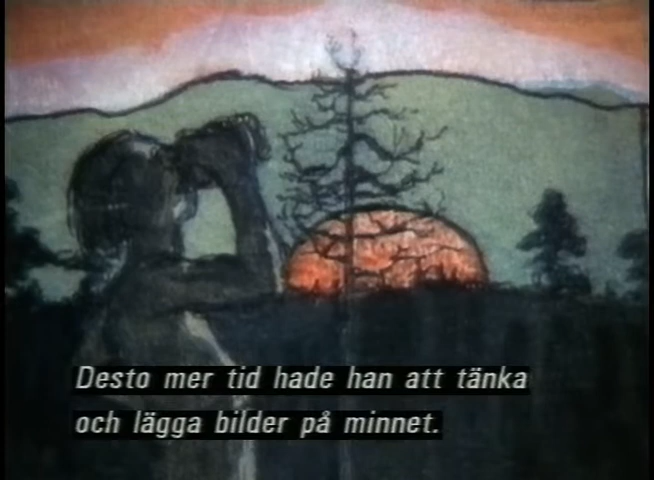 Desto mer tid hade han att tänka
och lägga bilder på minnet.